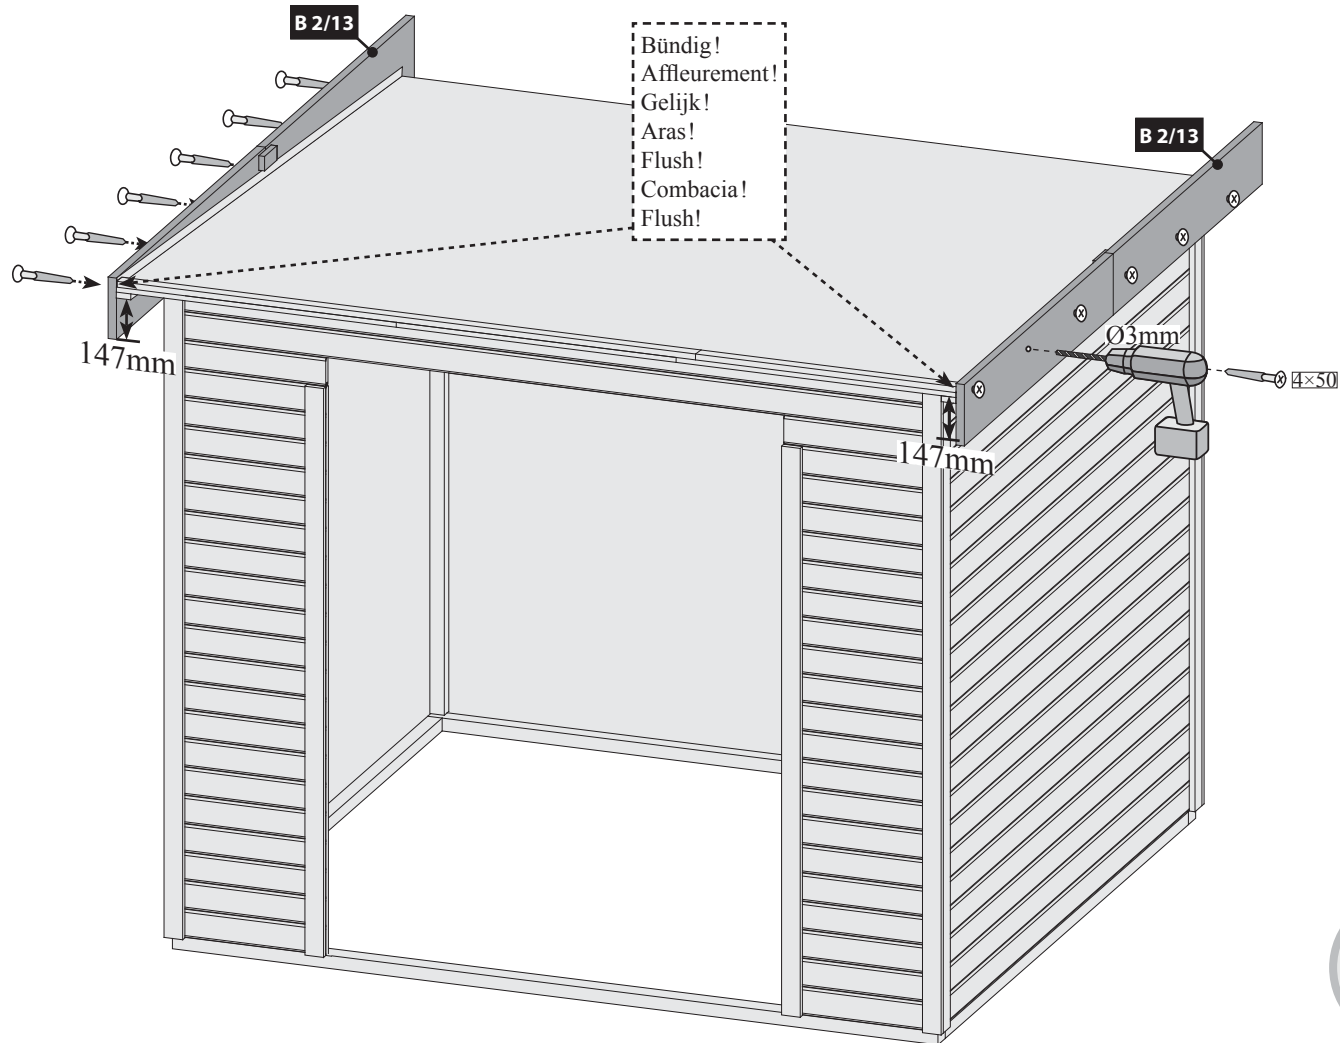 B 2/13
Bündig!
Affleurement!
Gelijk!
Aras!
Flush!
Combacia!
Flush!
B 2/13
Ø3mm
4×50
147mm
147mm